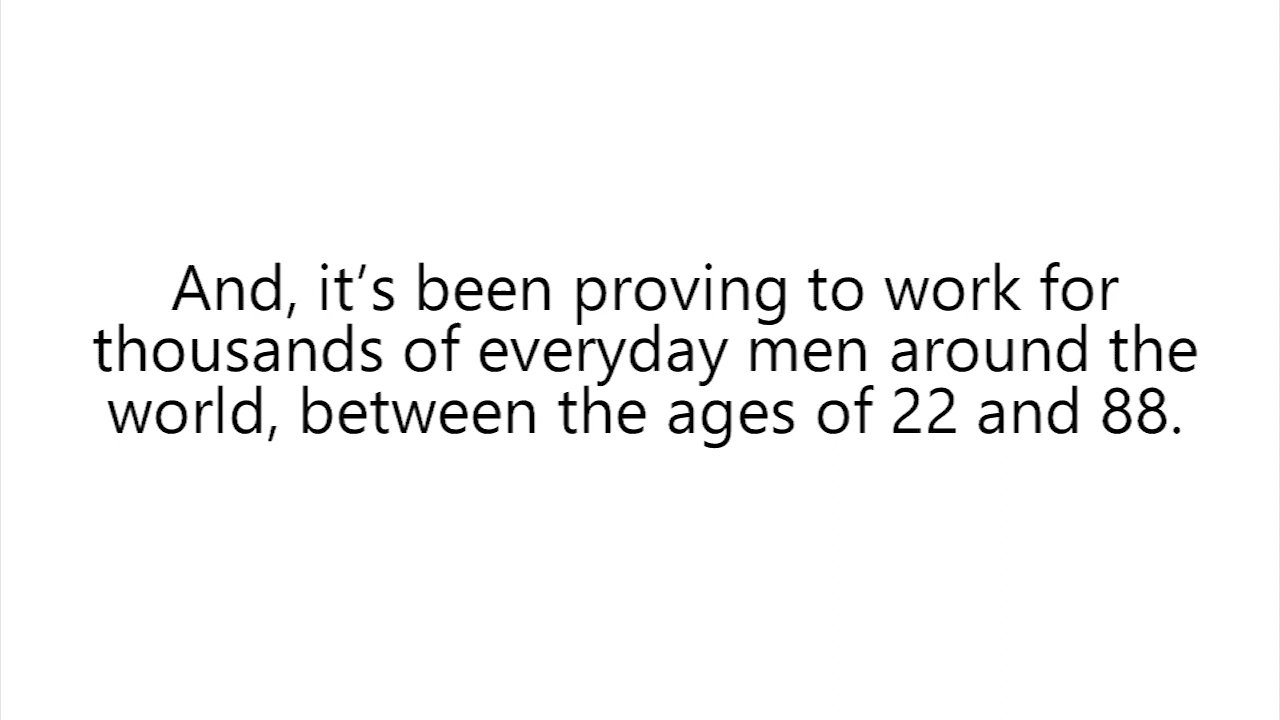 And, it’s been proving to work for
thousands of everyday men around the
world, between the ages of 22 and 88.